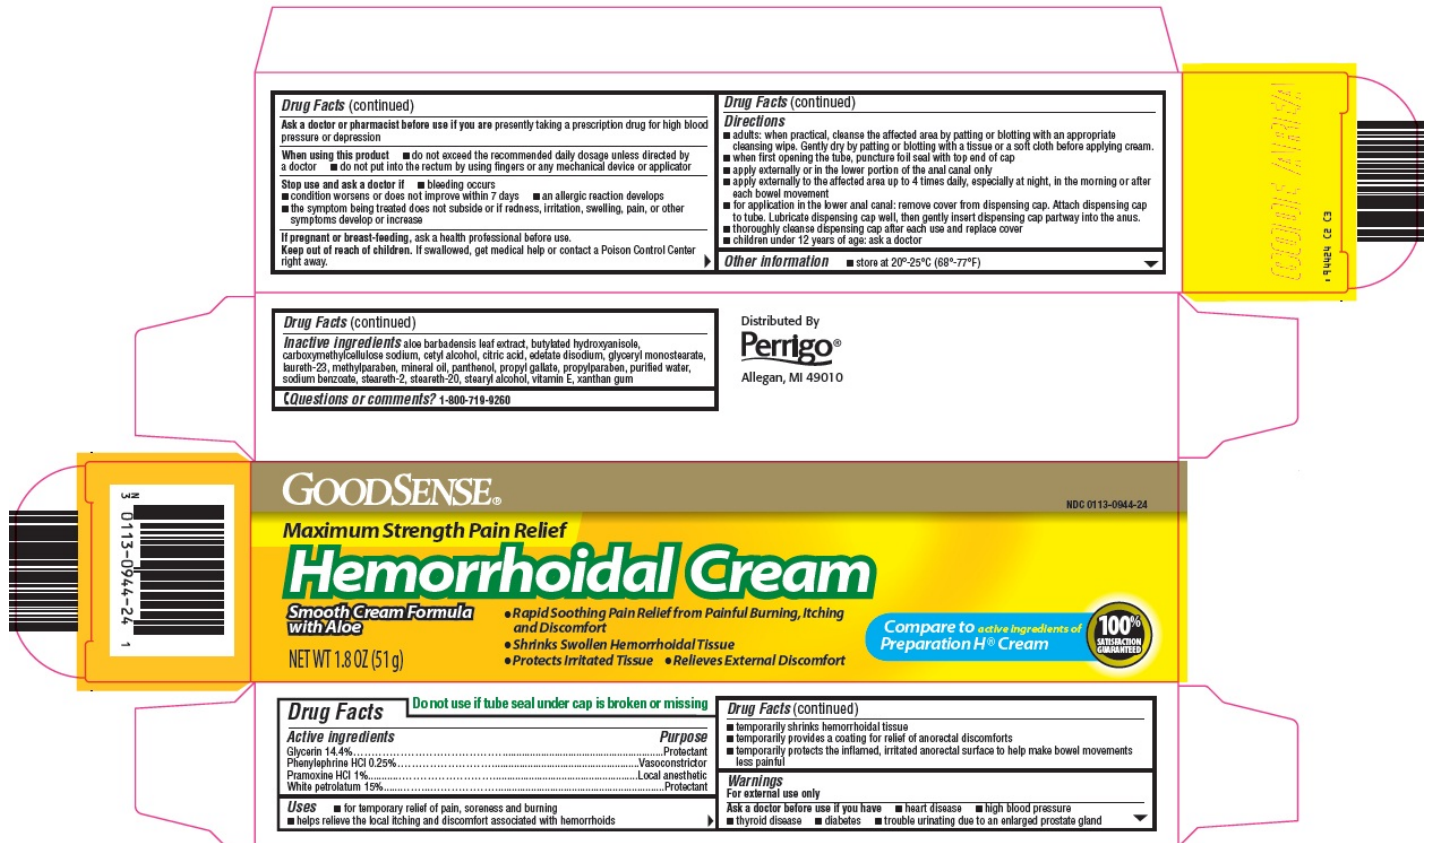 Drug Facts (continued)
Ask a doctor or pharmacist before use if you are presently taking a prescription drug for high blood
pressure or depression
When using this product ■ do not exceed the recommended daily dosage unless directed by
a doctor ■ do not put into the rectum by using fingers or any mechanical device or applicator
Stop use and ask a doctor if ■ bleeding occurs
■ condition worsens or does not improve within 7 days ■ an allergic reaction develops
■ the symptom being treated does not subside or if redness, irritation, swelling, pain, or other
symptoms develop or increase
If pregnant or breast-feeding, ask a health professional before use.
Keep out of reach of children. If swallowed, get medical help or contact a Poison Control Center
right away.
Drug Facts (continued)
Directions
■ adults: when practical, cleanse the affected area by patting or blotting with an appropriate
cleansing wipe. Gently dry by patting or blotting with a tissue or a soft cloth before applying cream.
■ when first opening the tube, puncture foil seal with top end of cap
■ apply externally or in the lower portion of the anal canal only
■ apply externally to the affected area up to 4 times daily, especially at night, in the morning or after
each bowel movement
■ for application in the lower anal canal: remove cover from dispensing cap. Attach dispensing cap
to tube. Lubricate dispensing cap well, then gently insert dispensing cap partway into the anus.
■ thoroughly cleanse dispensing cap after each use and replace cover
■ children under 12 years of age: ask a doctor
Other information ■ store at 20º-25ºC (68º-77ºF)
Drug Facts (continued)
Inactive ingredients aloe barbadensis leaf extract, butylated hydroxyanisole,
carboxymethylcellulose sodium, cetyl alcohol, citric acid, edetate disodium, glyceryl monostearate,
laureth-23, methylparaben, mineral oil, panthenol, propyl gallate, propylparaben, purified water,
sodium benzoate, steareth-2, steareth-20, stearyl alcohol, vitamin E, xanthan gum
Questions or comments? 1-800-719-9260
Distributed By
Perrigo®
Allegan, MI 49010
N
3 0113-0944-24 1
GOODSENSE®
NDC 0113-0944-24
Maximum Strength Pain Relief
Hemorrhoidal Cream
Smooth Cream Formula
with Aloe
NET WT 1.8 OZ (51 g)
● Rapid Soothing Pain Relief from Painful Burning, Itching
and Discomfort
● Shrinks Swollen Hemorrhoidal Tissue
● Protects Irritated Tissue ● Relieves External Discomfort
Compare to active ingredients of
Preparation H® Cream
100%
SATISFACTION
GUARANTEED
Do not use if tube seal under cap is broken or missing
Drug Facts
Active ingredients Purpose
Glycerin 14.4%...Protectant
Phenylephrine HCl 0.25%...Vasoconstrictor
Pramoxine HCl 1%...Local anesthetic
White petrolatum 15%...Protectant
Uses ■ for temporary relief of pain, soreness and burning
■ helps relieve the local itching and discomfort associated with hemorrhoids
Drug Facts (continued)
■ temporarily shrinks hemorrhoidal tissue
■ temporarily provides a coating for relief of anorectal discomforts
■ temporarily protects the inflamed, irritated anorectal surface to help make bowel movements
less painful
Warnings
For external use only
Ask a doctor before use if you have ■ heart disease ■ high blood pressure
■ thyroid disease ■ diabetes ■ trouble urinating due to an enlarged prostate gland